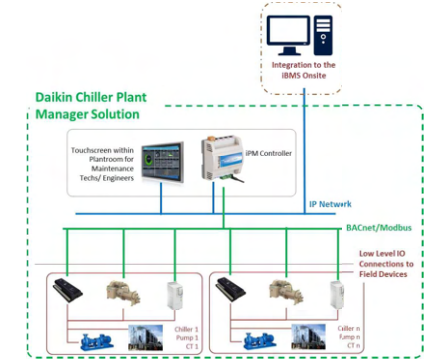 Integration to the
iBMS Onsite
Daikin Chiller Plant
Manager Solution
Touchscreen within
Plantroom for
Maintenance
Techs/ Engineers
iPM Controller
IP Network
BACnet/Modbus
Low Level IO
Connections to
Field Devices
Chiller 1
Pump 1
CT 1
Chiller n
Pump n
CT n